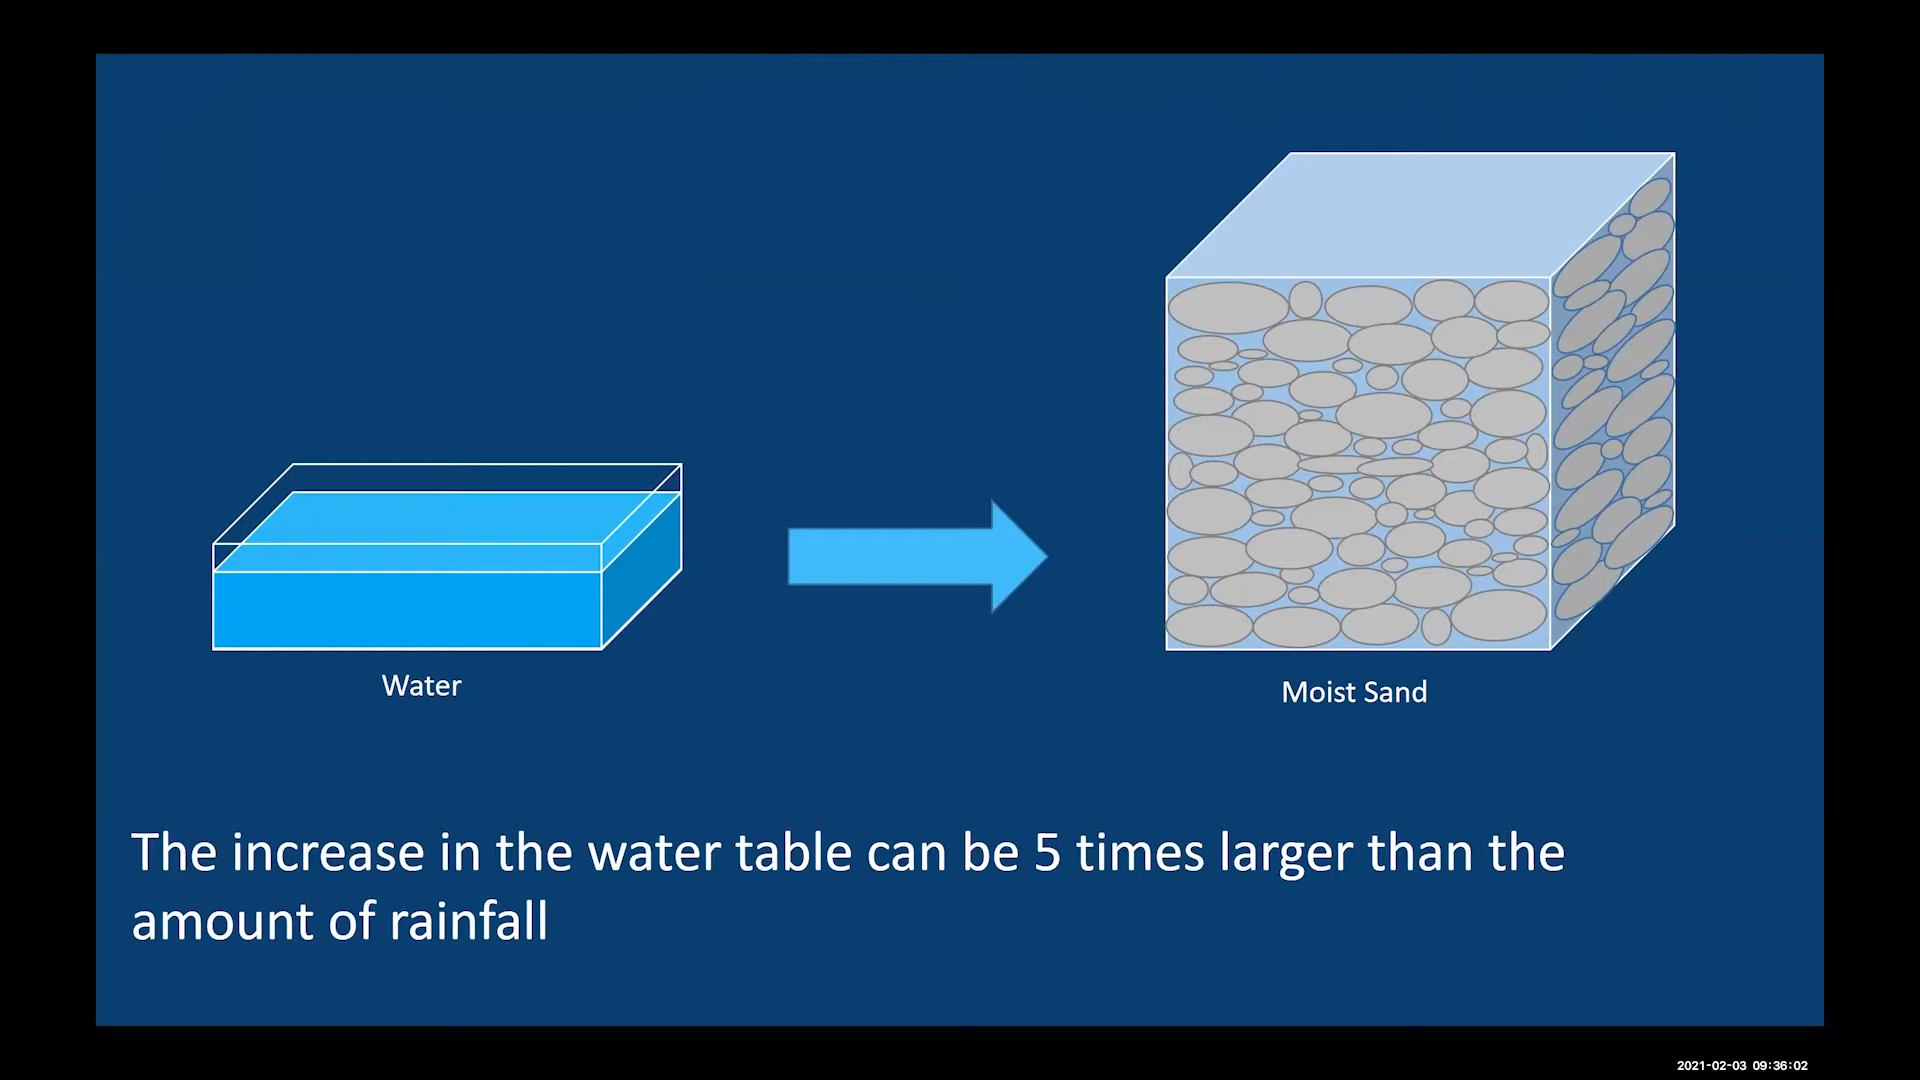 Water
Moist Sand
The increase in the water table can be 5 times larger than the
amount of rainfall
2021-02-03 09:36:02